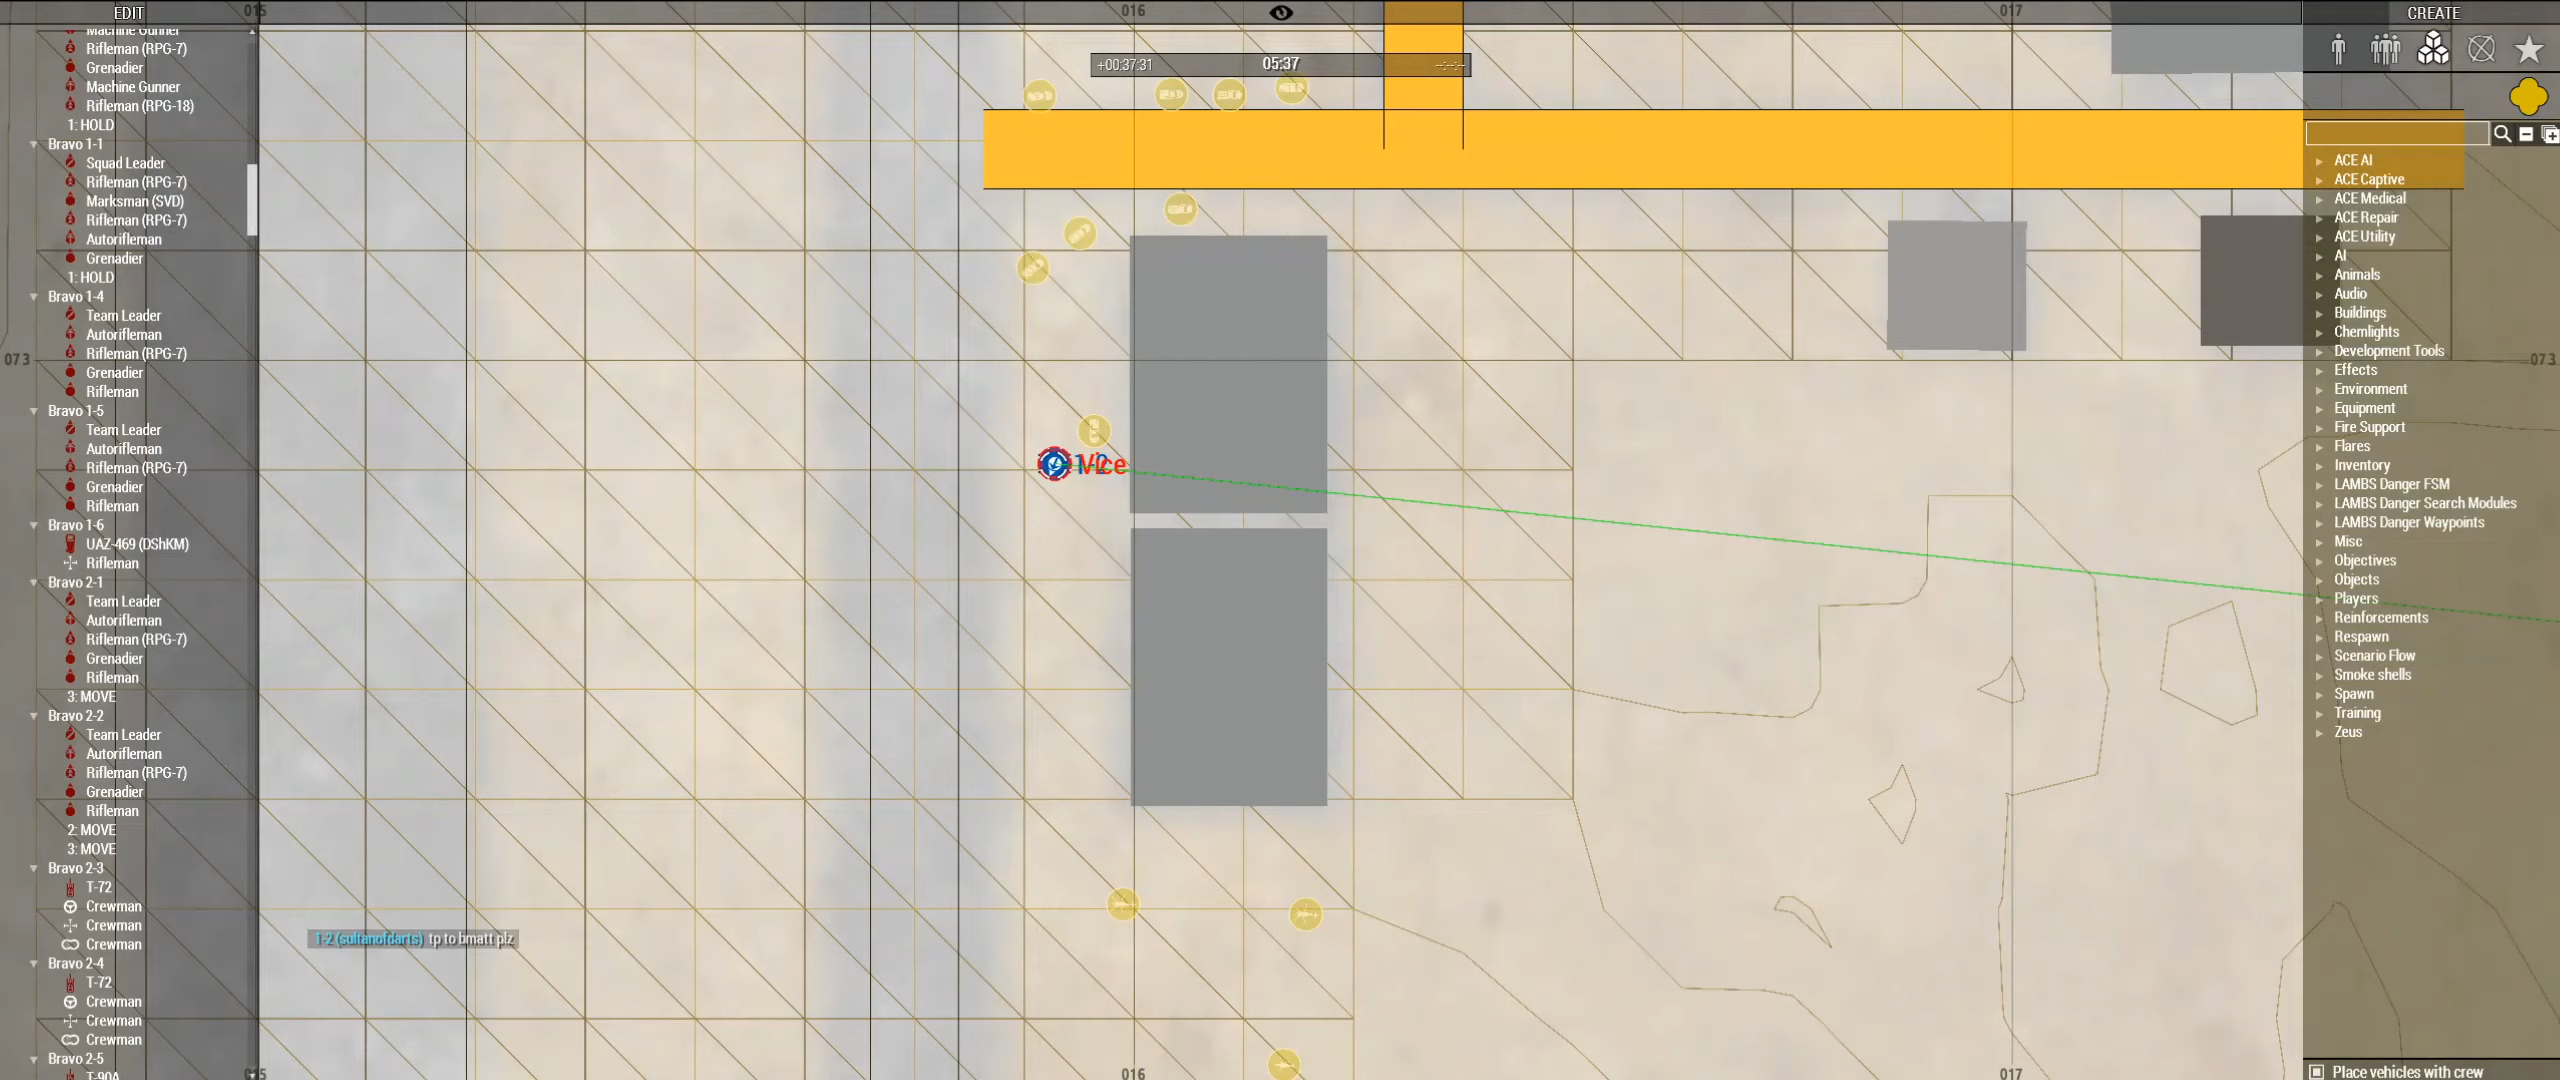 EDIT
015
016
017
CREATE
Machine Gunner
Rifleman (RPG-7)
Grenadier
Machine Gunner
Rifleman (RPG-18)
1: HOLD
Bravo 1-1
Squad Leader
Rifleman (RPG-7)
Marksman (SVD)
Rifleman (RPG-7)
Autorifleman
Grenadier
1: HOLD
Bravo 1-4
Team Leader
Autorifleman
Rifleman (RPG-7)
Grenadier
Rifleman
Bravo 1-5
Team Leader
Autorifleman
Rifleman (RPG-7)
Grenadier
Rifleman
Bravo 1-6
UAZ-469 (DShKM)
Rifleman
Bravo 2-1
Team Leader
Autorifleman
Rifleman (RPG-7)
Grenadier
Rifleman
3: MOVE
Bravo 2-2
Team Leader
Autorifleman
Rifleman (RPG-7)
Grenadier
Rifleman
2: MOVE
3: MOVE
Bravo 2-3
T-72
Crewman
Crewman
Crewman
Bravo 2-4
T-72
Crewman
Crewman
Crewman
Bravo 2-5
T-90A
+00:37:31
05:37
--:--:--
073
073
1-2
Vice
1-2 (sultanofdarts) tp to bmatt plz
015
016
017
ACE AI
ACE Captive
ACE Medical
ACE Repair
ACE Utility
AI
Animals
Audio
Buildings
Chemlights
Development Tools
Effects
Environment
Equipment
Fire Support
Flares
Inventory
LAMBS Danger FSM
LAMBS Danger Search Modules
LAMBS Danger Waypoints
Misc
Objectives
Objects
Players
Reinforcements
Respawn
Scenario Flow
Smoke shells
Spawn
Training
Zeus
Place vehicles with crew